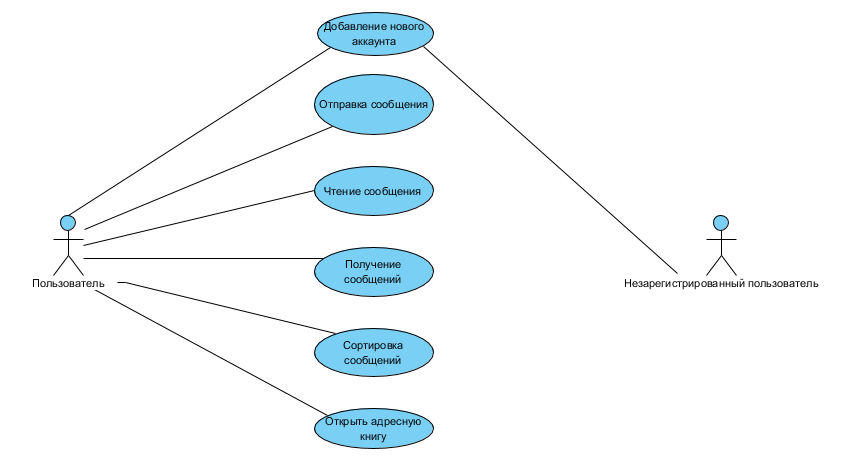 Добавление нового
аккаунта
Отправка сообщения
Чтение сообщения
Получение
сообщений
Пользователь
Незарегистрированный пользователь
Сортировка
сообщений
Открыть адресную
книгу